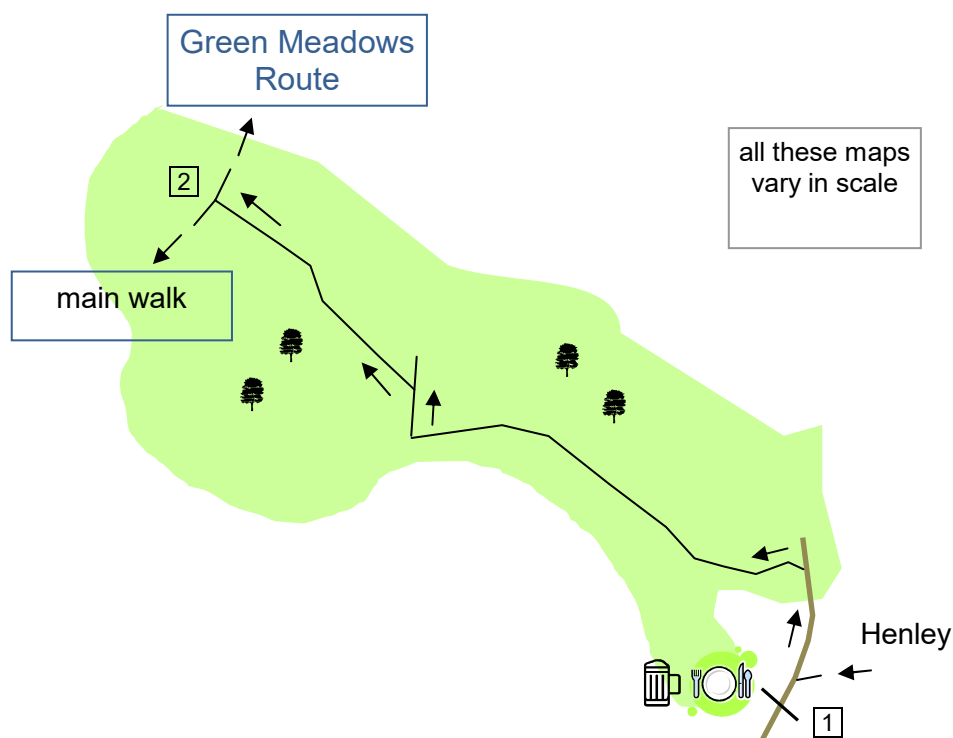 Green Meadows
Route
all these maps
vary in scale
2
main walk
Henley
1